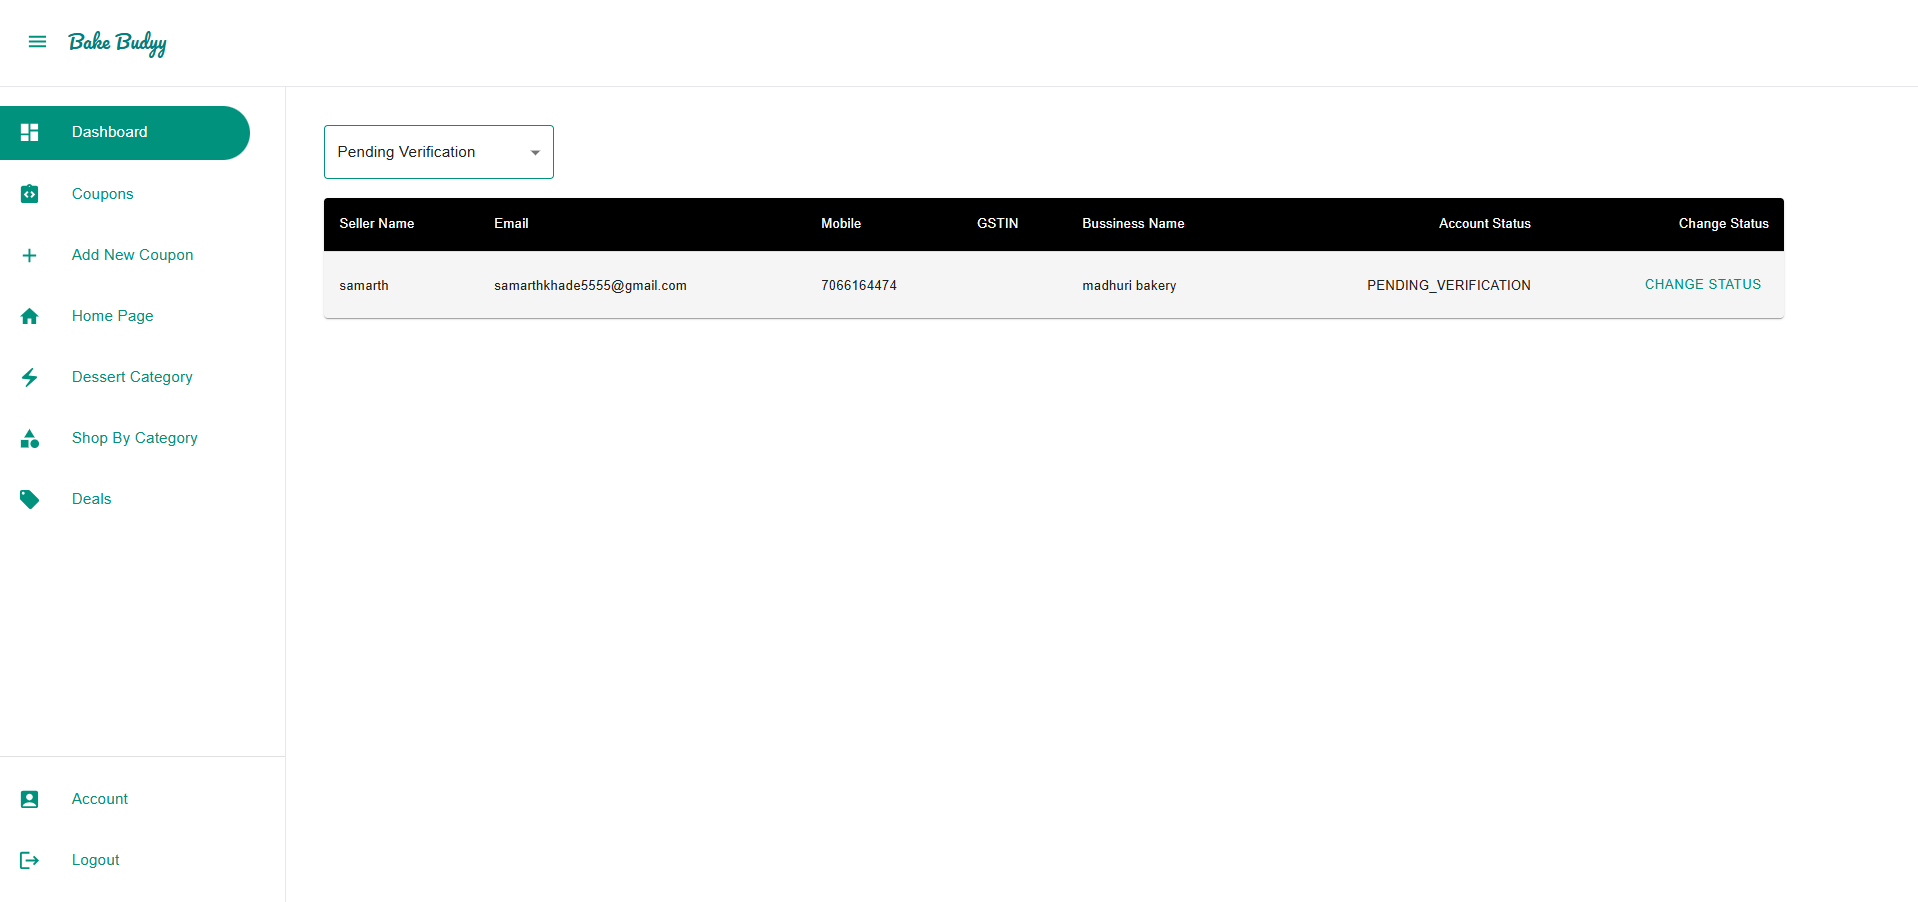 Bake Budyy
Dashboard
Coupons
Add New Coupon
Home Page
Dessert Category
Shop By Category
Deals
Account
Logout
Pending Verification
Seller Name Email Mobile GSTIN Bussiness Name Account Status Change Status
samarth samarthkhade5555@gmail.com 7066164474 madhuri bakery PENDING_VERIFICATION CHANGE STATUS